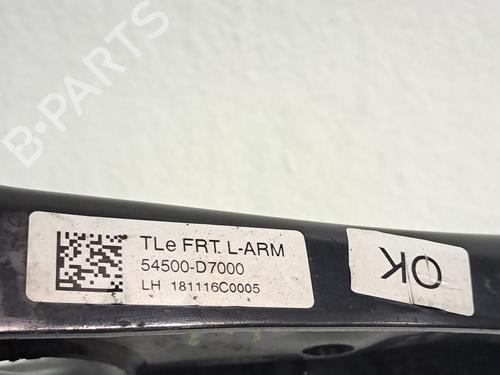 B-PARTS
TLe FRT. L-ARM
54500-D7000
LH 181116C0005
OK